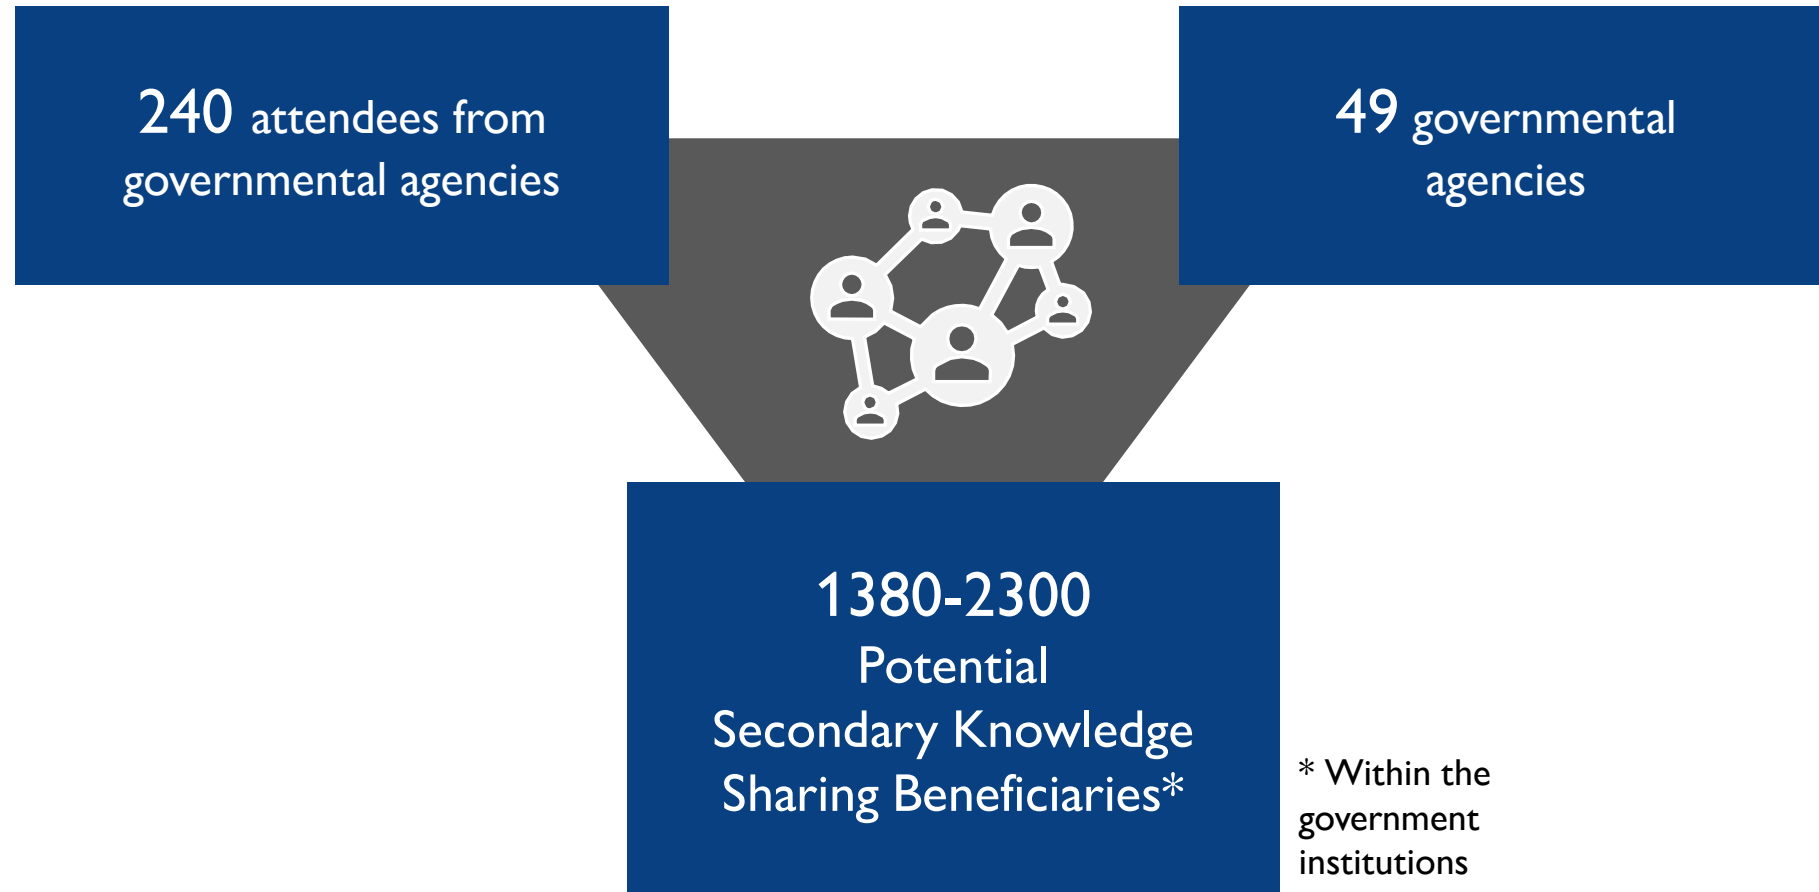 240 attendees from
governmental agencies
49 governmental
agencies
1380-2300
Potential
Secondary Knowledge
Sharing Beneficiaries*
* Within the
government
institutions